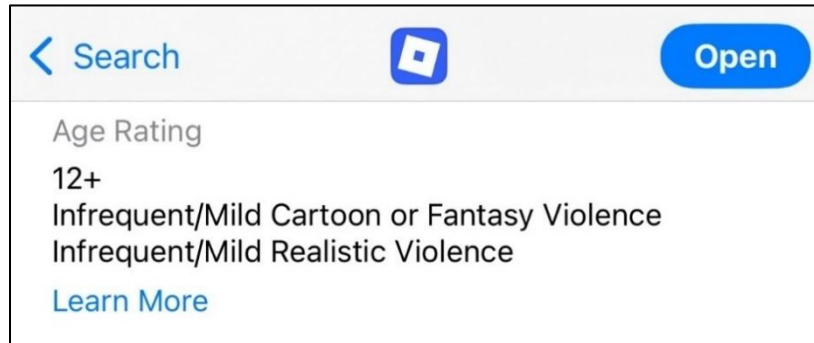 Search
Open
Age Rating
12+
Infrequent/Mild Cartoon or Fantasy Violence
Infrequent/Mild Realistic Violence
Learn More